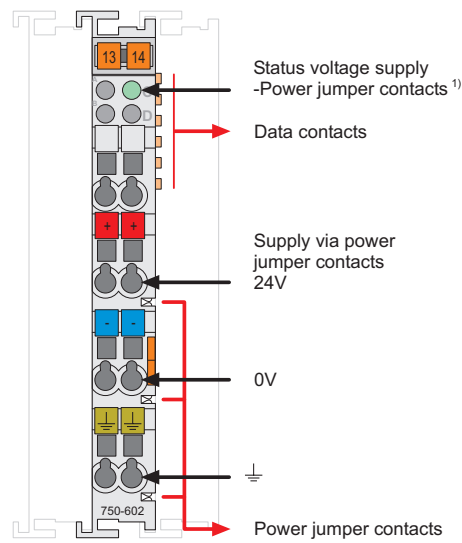 13 14
Status voltage supply
-Power jumper contacts 1)
A C
B D
Data contacts
+ +
Supply via power
jumper contacts
24V
- -
0V
750-602
Power jumper contacts